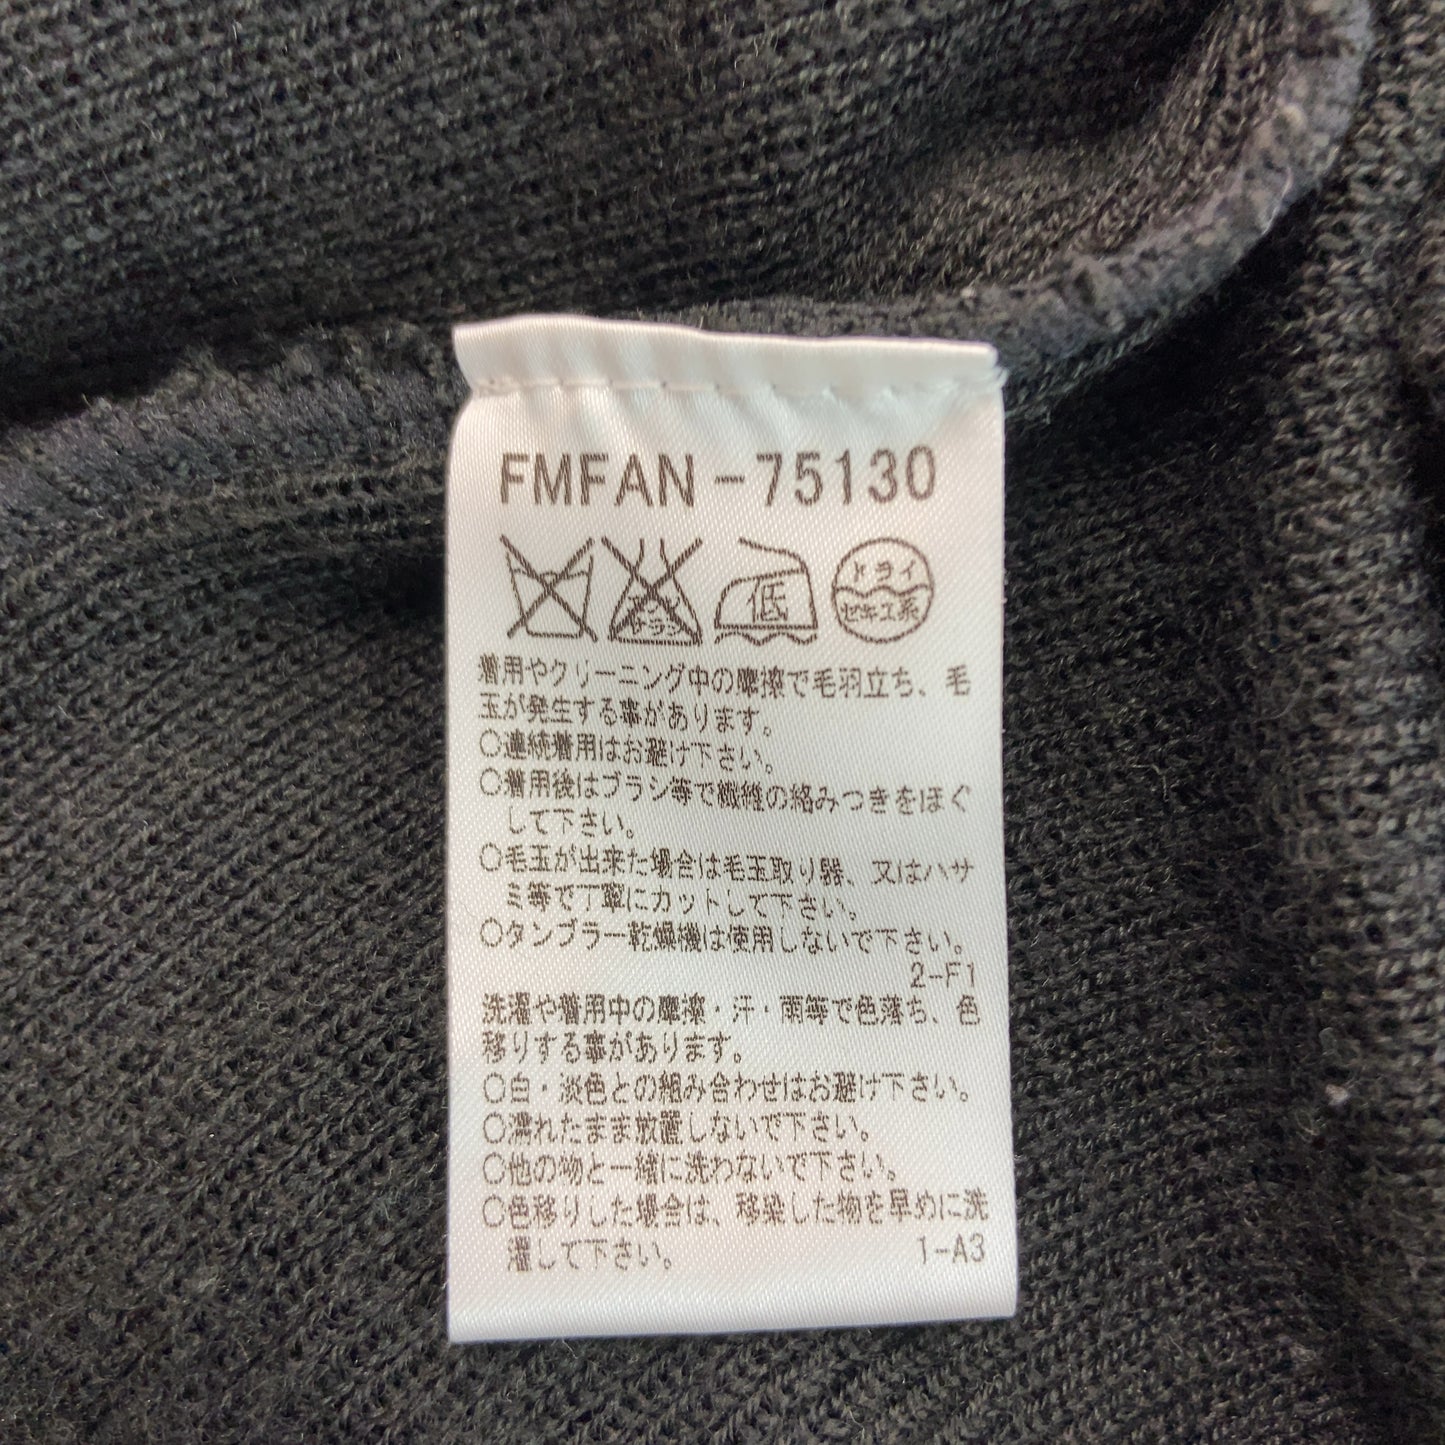 FMFAN-75130
エンソサラシ 低 ドライ
セキユ系
着用やクリーニング中の摩擦で毛羽立ち、毛
玉が発生する事があります。
○連続着用はお避け下さい。
○着用後はブラシ等で繊維の絡みつきをほぐ
して下さい。
○毛玉が出来た場合は毛玉取り器、又はハサ
ミ等で丁寧にカットして下さい。
○タンブラー乾燥機は使用しないで下さい。
2-F1
洗濯や着用中の摩擦・汗・雨等で色落ち、色
移りする事があります。
○白・淡色との組み合わせはお避け下さい。
○濡れたまま放置しないで下さい。
○他の物と一緒に洗わないで下さい。
○色移りした場合は、移染した物を早めに洗
濯して下さい。 1-A3